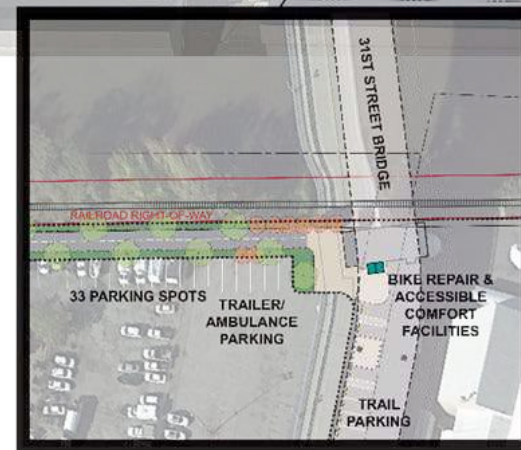 31ST STREET BRIDGE
RAILROAD RIGHT-OF-WAY
33 PARKING SPOTS
TRAILER/
AMBULANCE
PARKING
BIKE REPAIR &
ACCESSIBLE
COMFORT
FACILITIES
TRAIL
PARKING